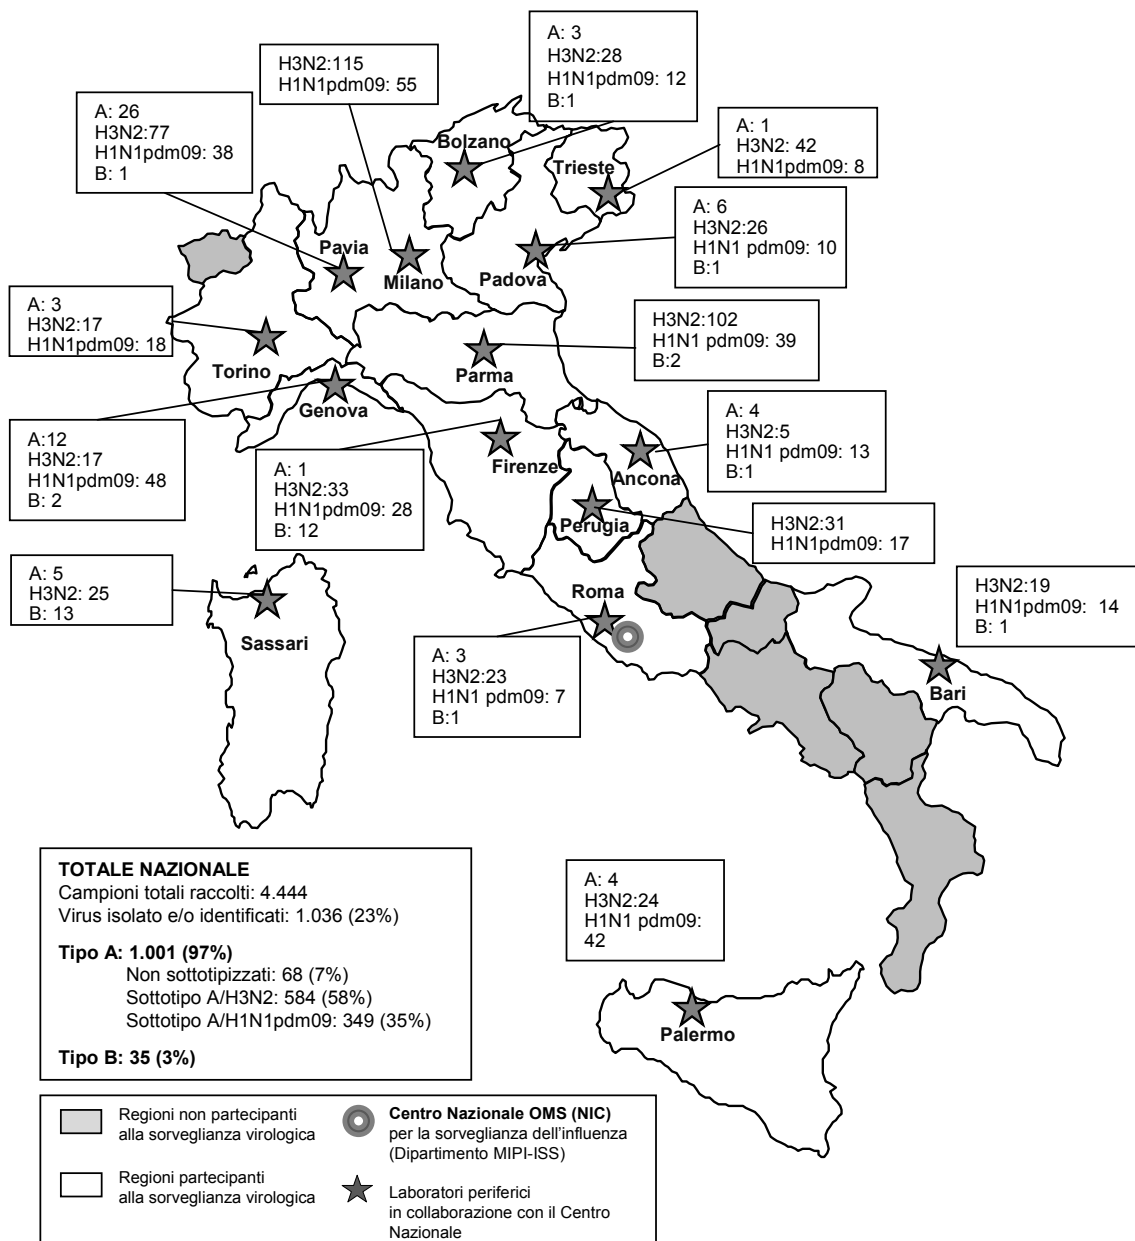 H3N2:115
H1N1pdm09: 55
A: 3
H3N2:28
H1N1pdm09: 12
B:1
A: 26
H3N2:77
H1N1pdm09: 38
B: 1
A: 1
H3N2: 42
H1N1pdm09: 8
Bolzano
Trieste
A: 6
H3N2:26
H1N1 pdm09: 10
B:1
Pavia
Milano
Padova
A: 3
H3N2:17
H1N1pdm09: 18
Torino
Parma
H3N2:102
H1N1 pdm09: 39
B:2
Genova
A:12
H3N2:17
H1N1pdm09: 48
B: 2
A: 1
H3N2:33
H1N1pdm09: 28
B: 12
Firenze
Ancona
A: 4
H3N2:5
H1N1 pdm09: 13
B:1
Perugia
H3N2:31
H1N1pdm09: 17
A: 5
H3N2: 25
B: 13
Sassari
Roma
A: 3
H3N2:23
H1N1 pdm09: 7
B:1
H3N2:19
H1N1pdm09: 14
B: 1
Bari
TOTALE NAZIONALE
Campioni totali raccolti: 4.444
Virus isolato e/o identificati: 1.036 (23%)
Tipo A: 1.001 (97%)
Non sottotipizzati: 68 (7%)
Sottotipo A/H3N2: 584 (58%)
Sottotipo A/H1N1pdm09: 349 (35%)
Tipo B: 35 (3%)
A: 4
H3N2:24
H1N1 pdm09:
42
Palermo
Regioni non partecipanti
alla sorveglianza virologica
Regioni partecipanti
alla sorveglianza virologica
Centro Nazionale OMS (NIC)
per la sorveglianza dell'influenza
(Dipartimento MIPI-ISS)
Laboratori periferici
in collaborazione con il Centro
Nazionale